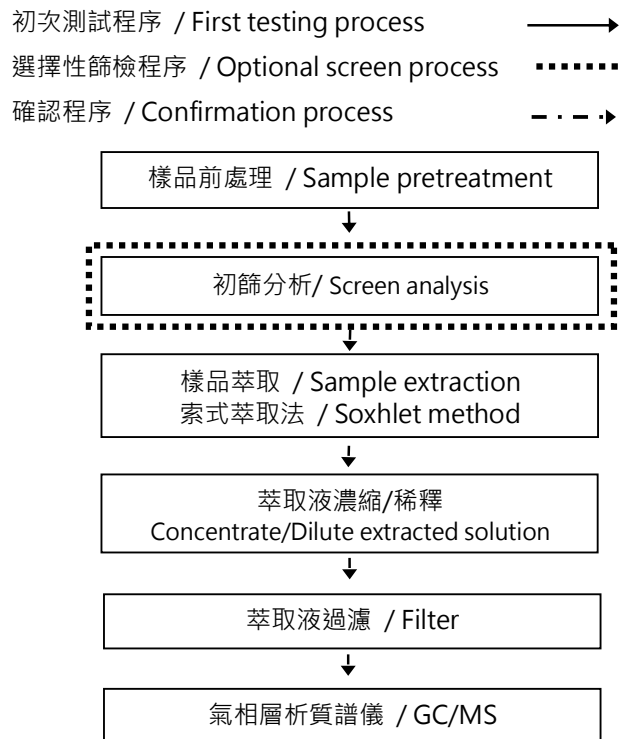 初次測試程序 / First testing process
選擇性篩檢程序 / Optional screen process
確認程序 / Confirmation process
樣品前處理 / Sample pretreatment
初篩分析/ Screen analysis
樣品萃取 / Sample extraction
索式萃取法 / Soxhlet method
萃取液濃縮/稀釋
Concentrate/Dilute extracted solution
萃取液過濾 / Filter
氣相層析質譜儀 / GC/MS